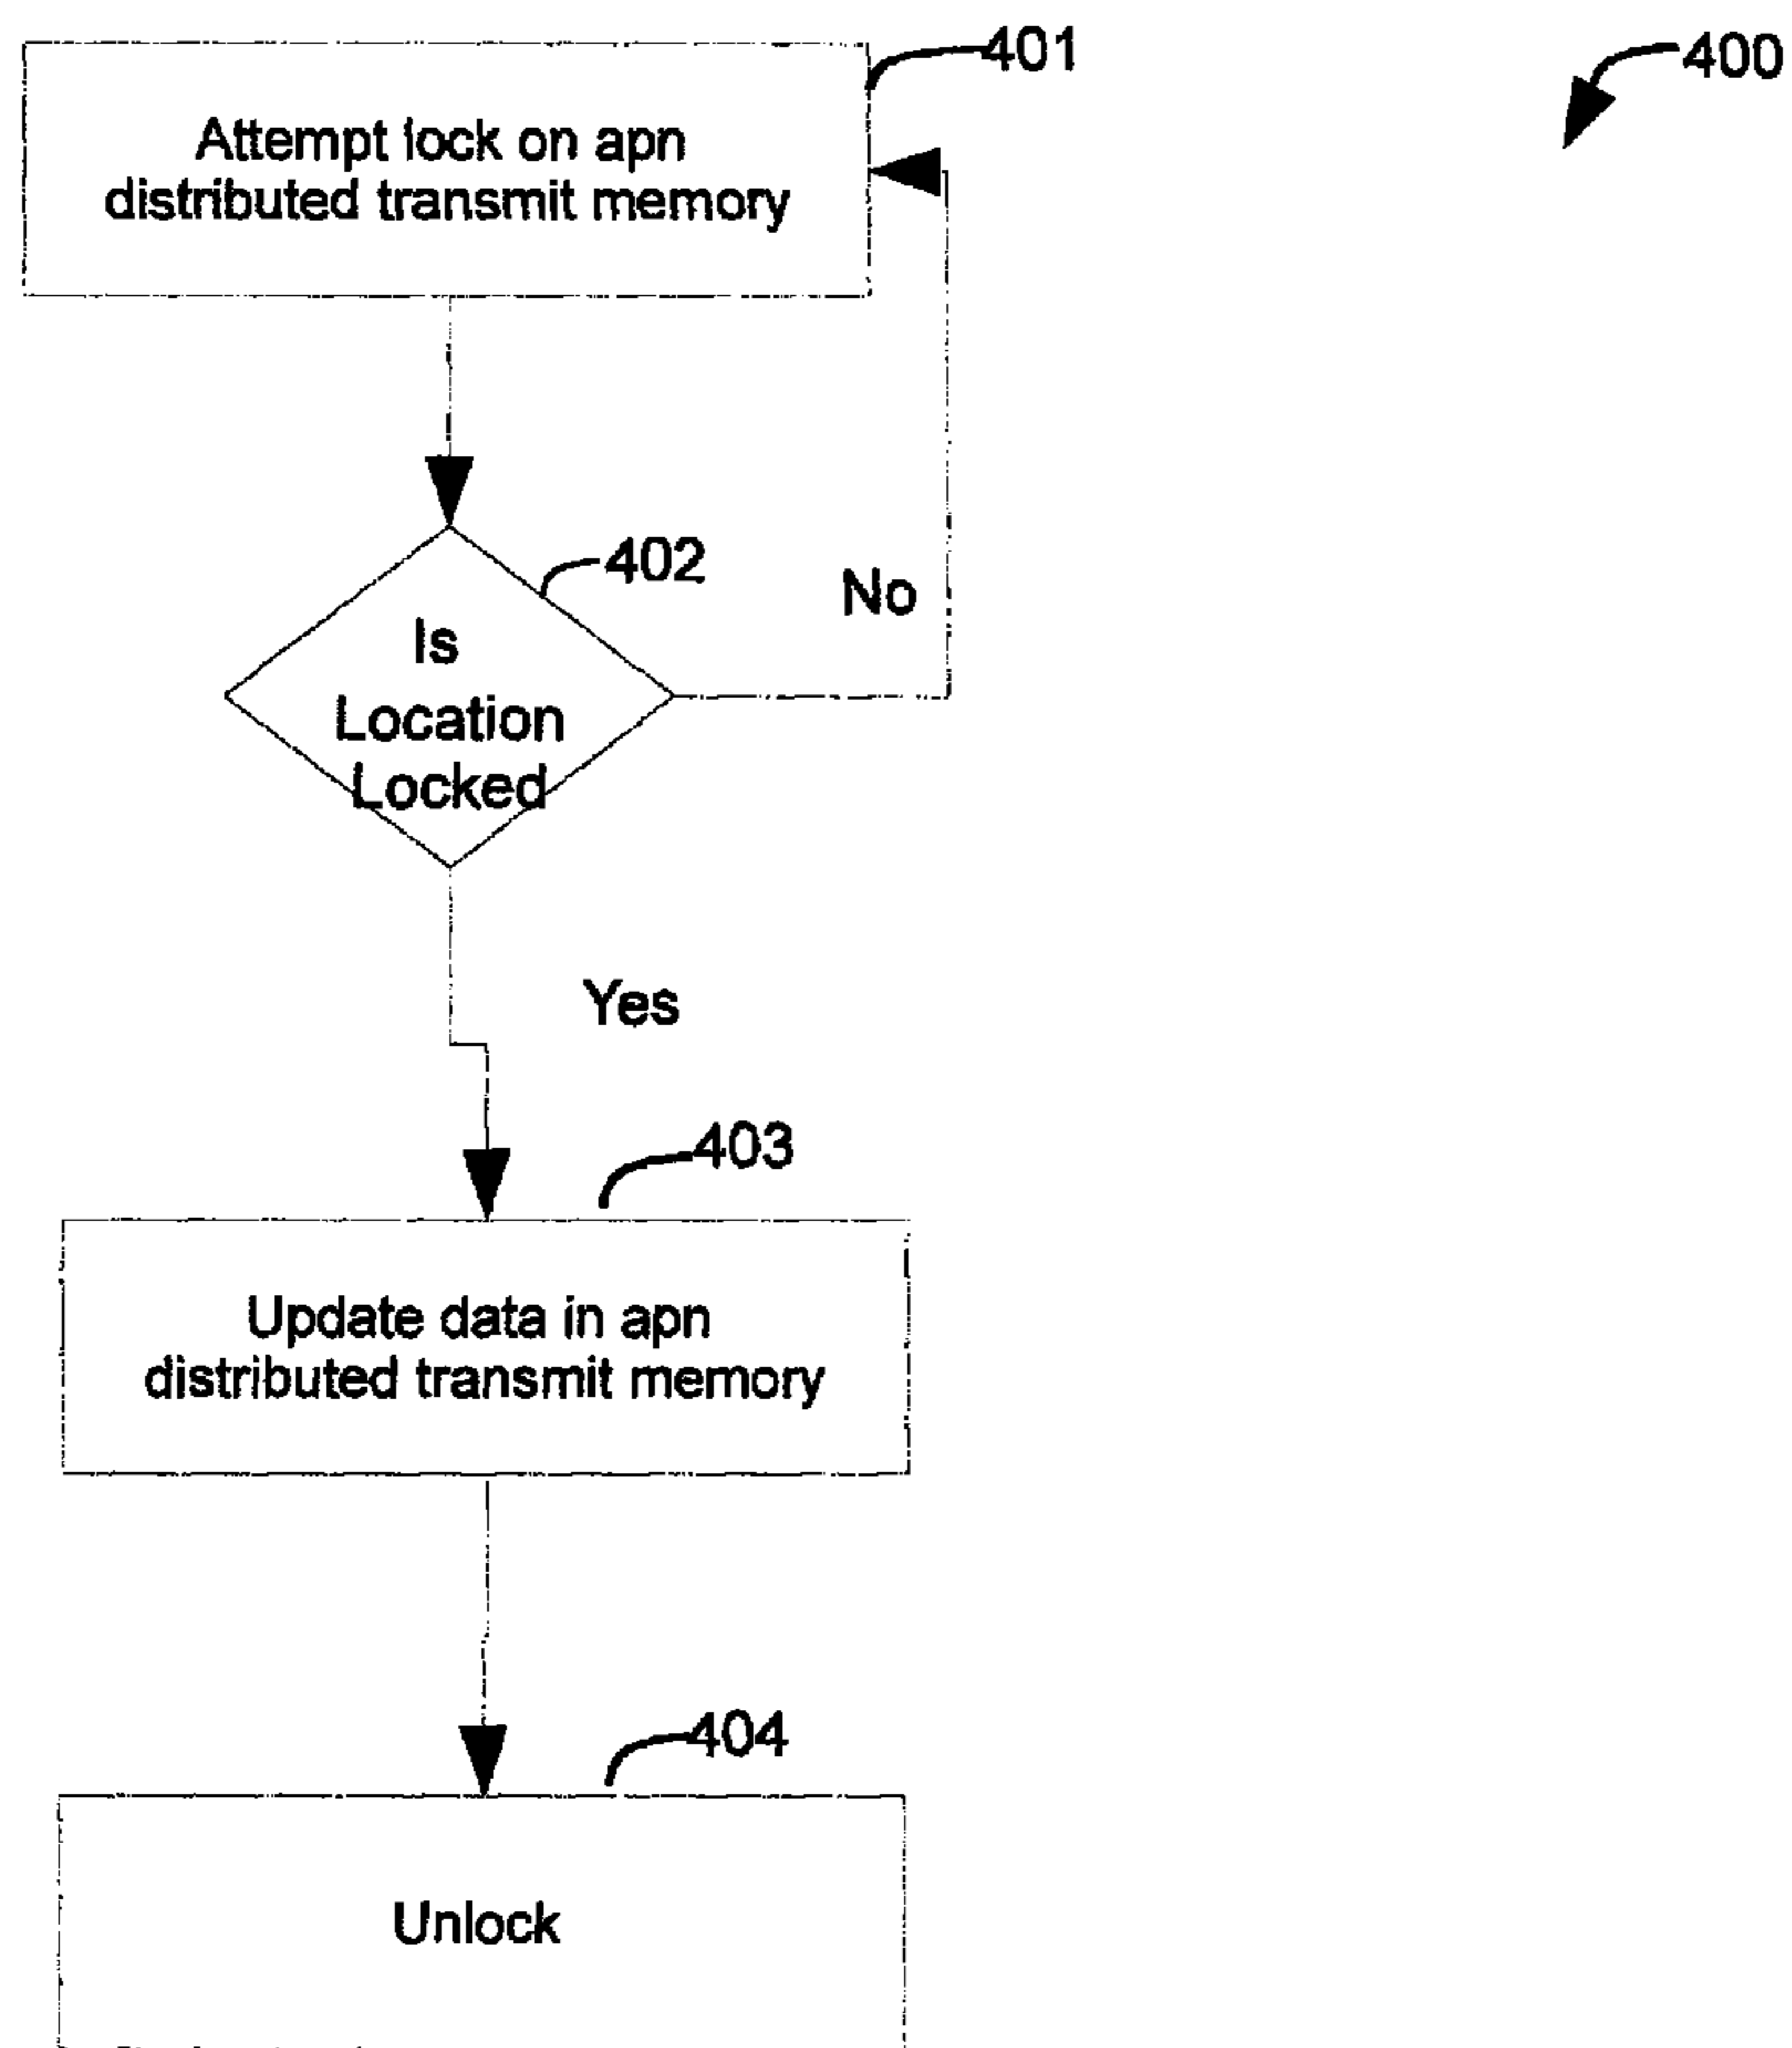 401
400
Attempt lock on apn
distributed transmit memory
402
No
Is
Location
Locked
Yes
403
Update data in apn
distributed transmit memory
404
Unlock